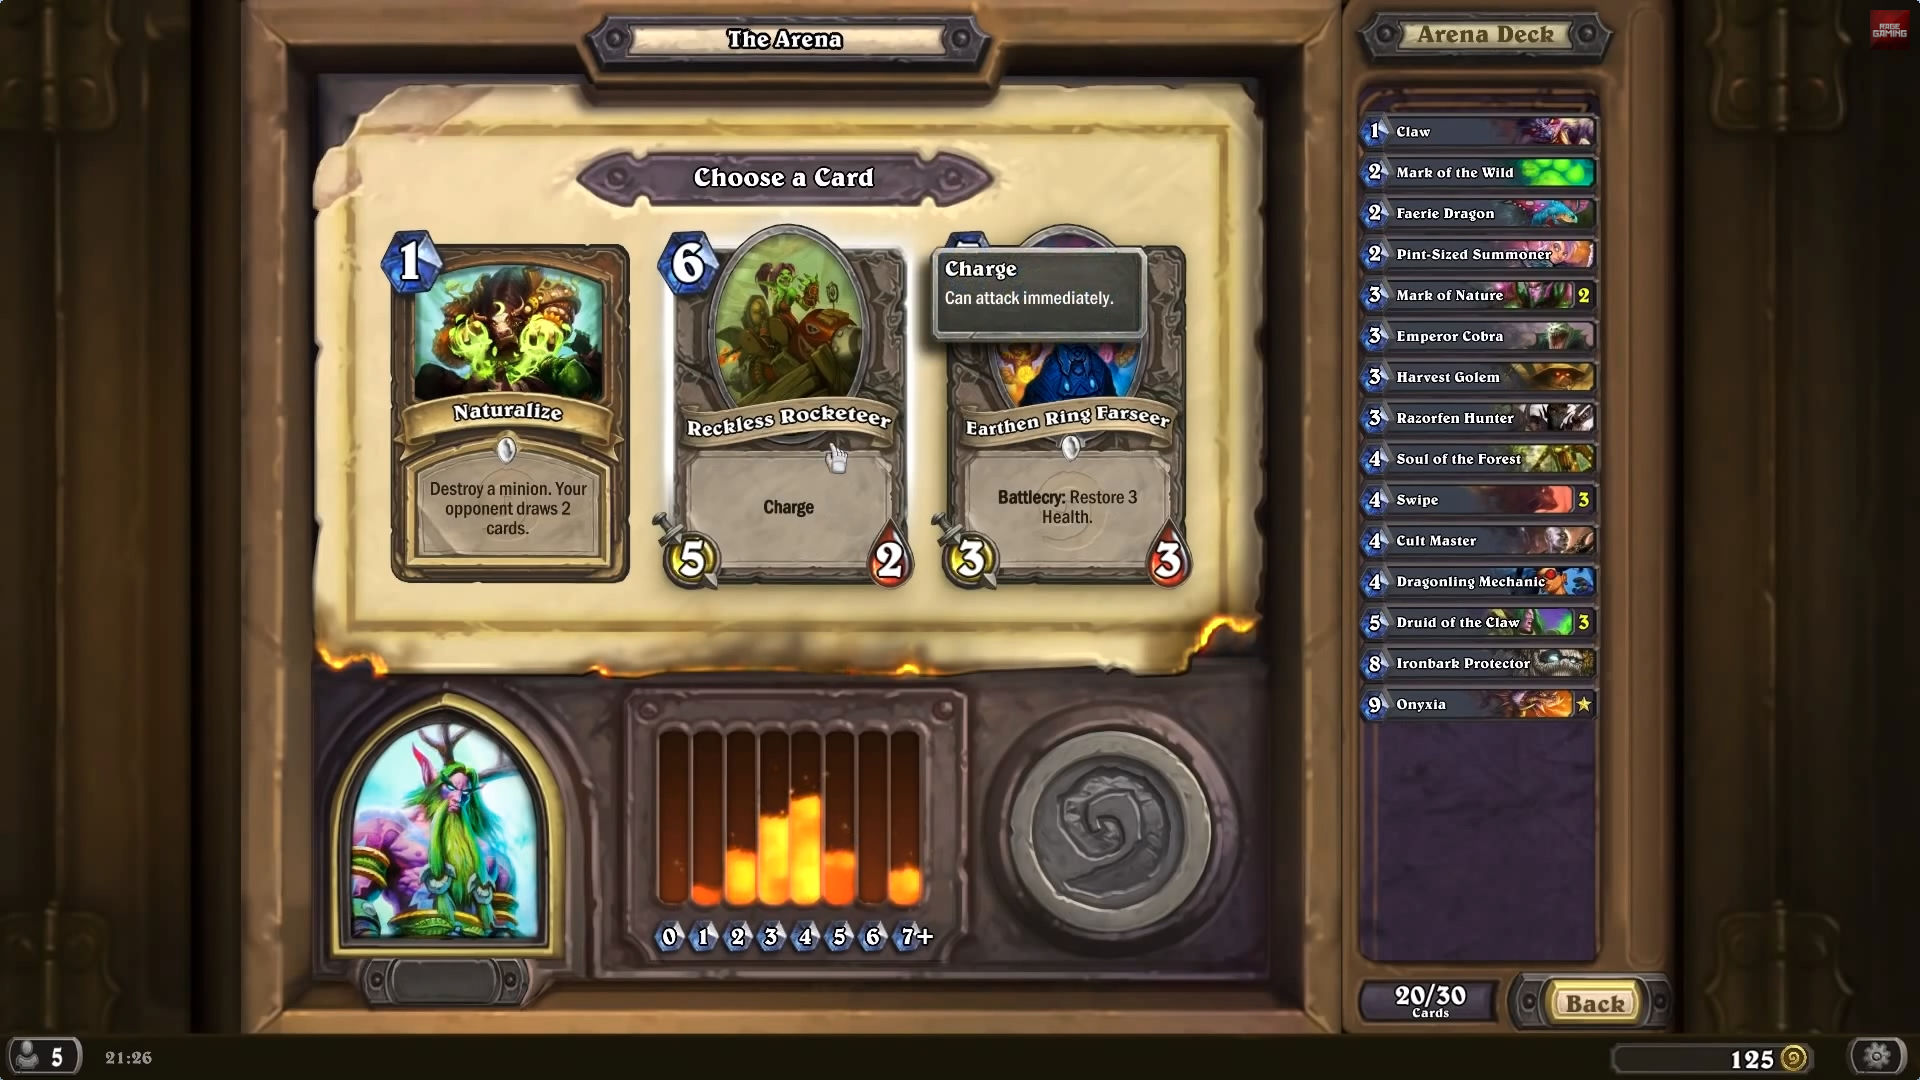 The Arena
Arena Deck
RAGE
GAMING
Choose a Card
1
Naturalize
Destroy a minion. Your
opponent draws 2
cards.
6
Reckless Rocketeer
Charge
5
2
Charge
Can attack immediately.
Earthen Ring Farseer
Battlecry: Restore 3
Health.
3
3
1 Claw
2 Mark of the Wild
2 Faerie Dragon
2 Pint-Sized Summoner
3 Mark of Nature 2
3 Emperor Cobra
3 Harvest Golem
3 Razorfen Hunter
4 Soul of the Forest
4 Swipe 3
4 Cult Master
4 Dragonling Mechanic
5 Druid of the Claw 3
8 Ironbark Protector
9 Onyxia
0 1 2 3 4 5 6 7+
20/30
Cards
Back
5
21:26
125